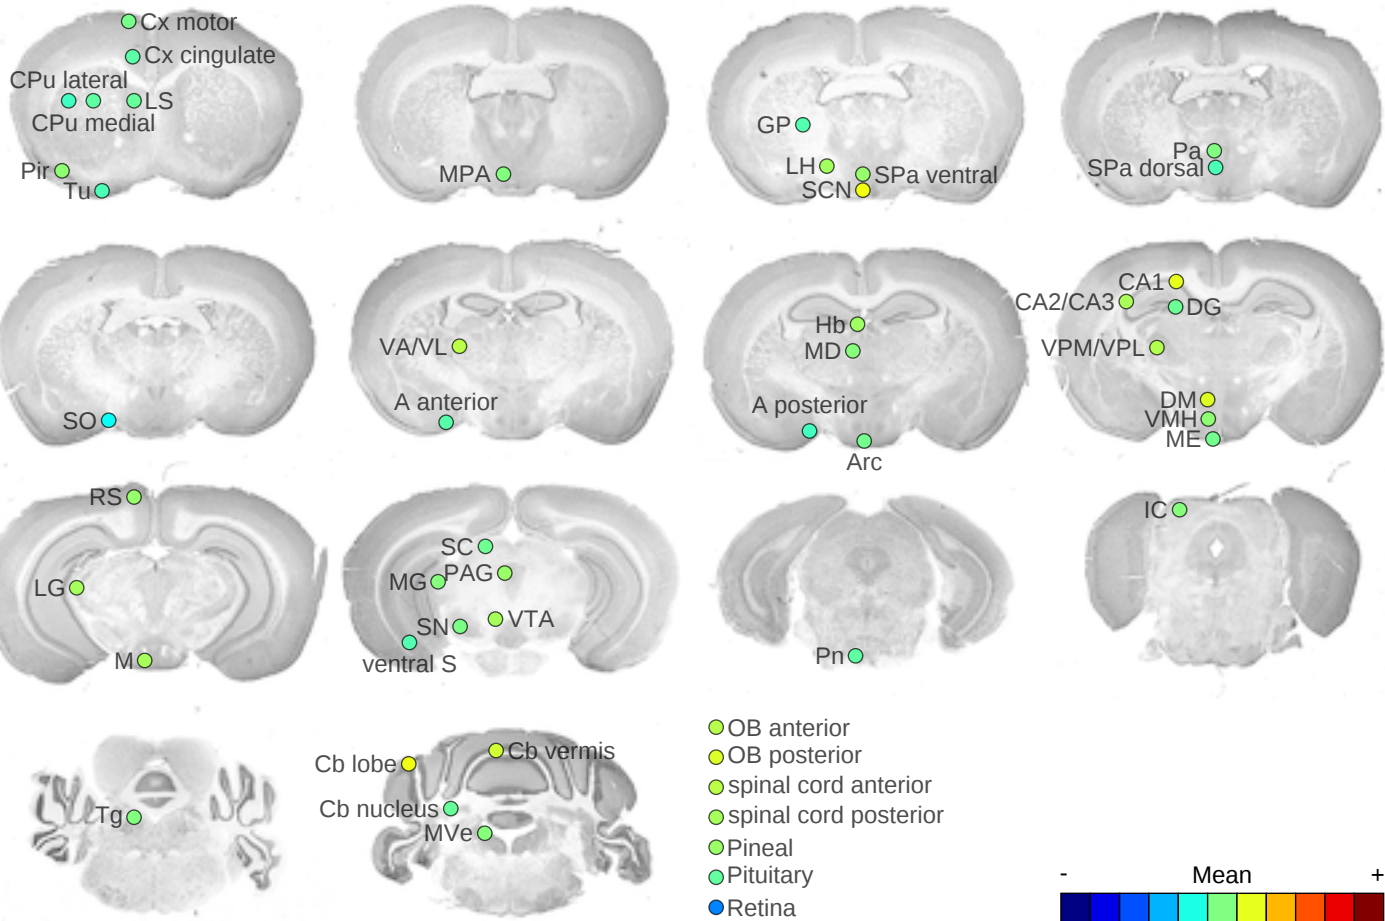 Cx motor
Cx cingulate
CPu lateral
LS
CPu medial
Pir
Tu
MPA
GP
LH
SPa ventral
SCN
Pa
SPa dorsal
SO
VA/VL
A anterior
Hb
MD
A posterior
Arc
CA1
CA2/CA3
DG
VPM/VPL
DM
VMH
ME
RS
LG
M
SC
MG
PAG
SN
VTA
ventral S
Pn
IC
Tg
Cb lobe
Cb vermis
Cb nucleus
MVe
OB anterior
OB posterior
spinal cord anterior
spinal cord posterior
Pineal
Pituitary
Retina
- Mean +